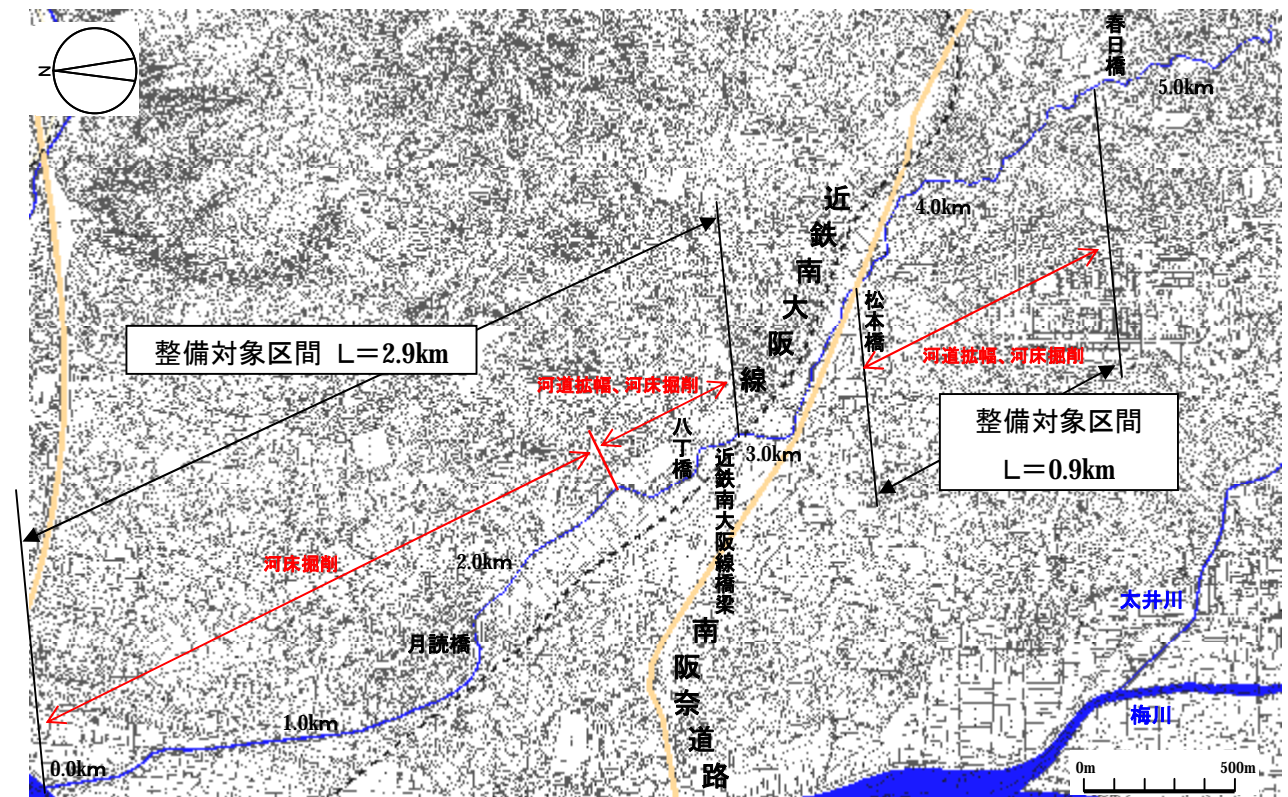 N
春日橋
5.0km
4.0km
近鉄南大阪線
整備対象区間 L=2.9km
松本橋
河道拡幅、河床掘削
河道拡幅、河床掘削
整備対象区間
L=0.9km
八丁橋
3.0km
近鉄南大阪線橋梁
河床掘削
2.0km
太井川
月読橋
南阪奈道路
梅川
1.0km
0.0km
0m
500m